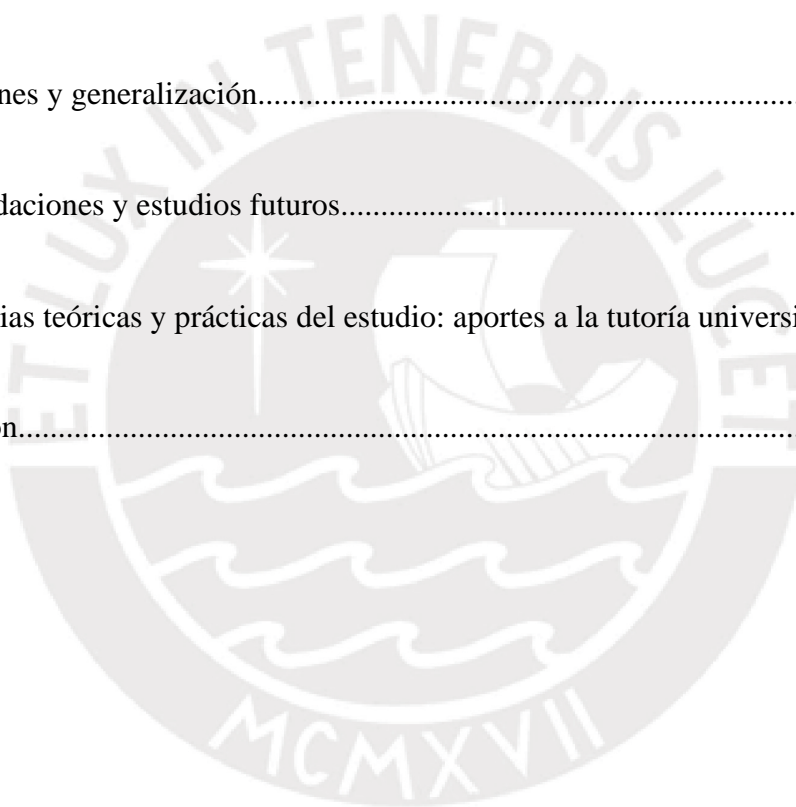 nes y generalización.......................................................................
daciones y estudios futuros.........................................................
ias teóricas y prácticas del estudio: aportes a la tutoría universi
ón.................................................................................................
ET LUX IN TENEBRIS LUCET
MCMXVII